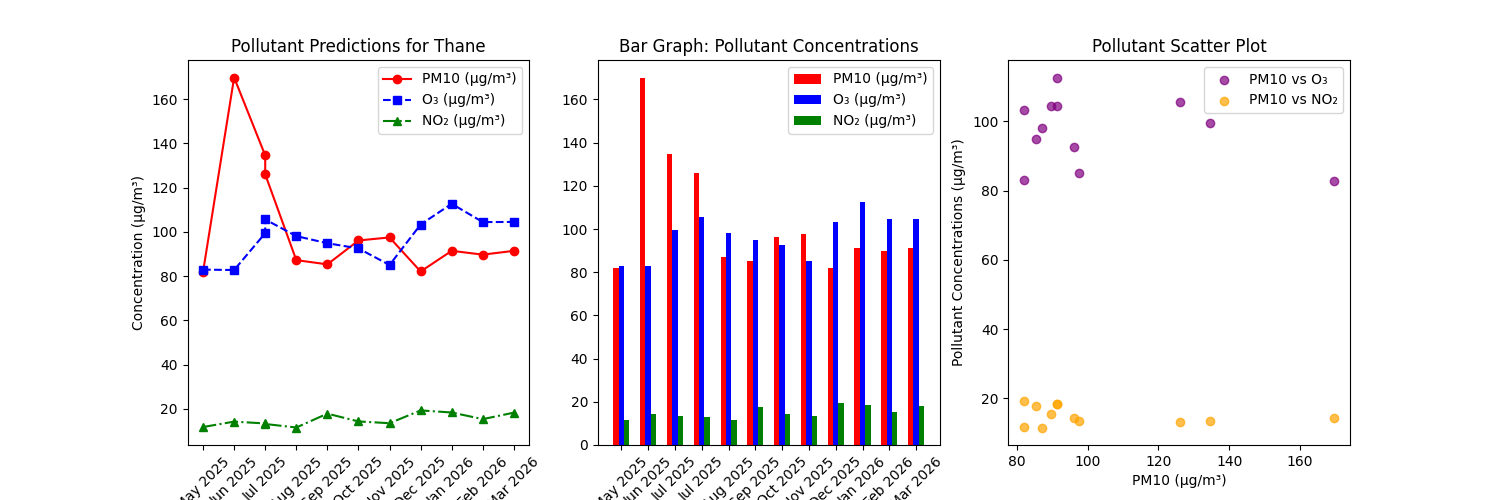 Pollutant Predictions for Thane
PM10 (μg/m³)
O₃ (μg/m³)
NO₂ (μg/m³)
Concentration (μg/m³)
160
140
120
100
80
60
40
20
May 2025
Jun 2025
Jul 2025
Aug 2025
Sep 2025
Oct 2025
Nov 2025
Dec 2025
Jan 2026
Feb 2026
Mar 2026
Bar Graph: Pollutant Concentrations
PM10 (μg/m³)
O₃ (μg/m³)
NO₂ (μg/m³)
160
140
120
100
80
60
40
20
0
May 2025
Jun 2025
Jul 2025
Jul 2025
Aug 2025
Sep 2025
Oct 2025
Nov 2025
Dec 2025
Jan 2026
Feb 2026
Mar 2026
Pollutant Scatter Plot
PM10 vs O₃
PM10 vs NO₂
Pollutant Concentrations (μg/m³)
100
80
60
40
20
80
100
120
140
160
PM10 (μg/m³)